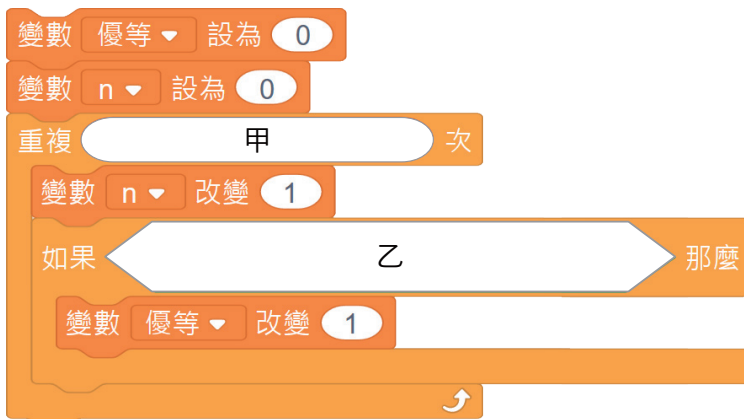 變數 優等 設為 0
變數 n 設為 0
重複 甲 次
變數 n 改變 1
如果 乙 那麼
變數 優等 改變 1